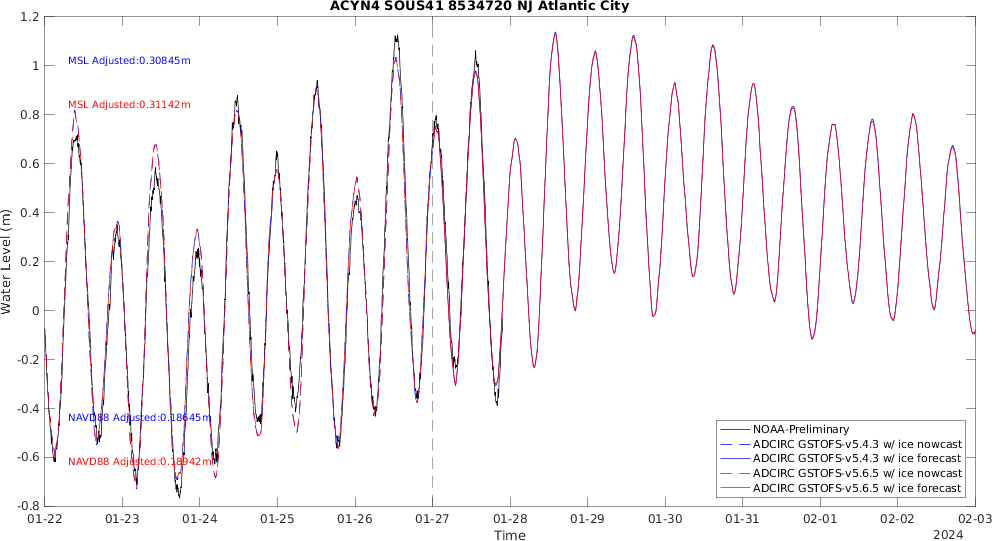 ACYN4 SOUS41 8534720 NJ Atlantic City
1.2
1
0.8
0.6
0.4
0.2
0
-0.2
-0.4
-0.6
-0.8
Water Level (m)
MSL Adjusted:0.30845m
MSL Adjusted:0.31142m
NAVD88 Adjusted:0.18645m
NAVD88 Adjusted:0.18942m
NOAA-Preliminary
ADCIRC GSTOFS-v5.4.3 w/ ice nowcast
ADCIRC GSTOFS-v5.4.3 w/ ice forecast
ADCIRC GSTOFS-v5.6.5 w/ ice nowcast
ADCIRC GSTOFS-v5.6.5 w/ ice forecast
01-22 01-23 01-24 01-25 01-26 01-27 01-28 01-29 01-30 01-31 02-01 02-02 02-03
Time
2024